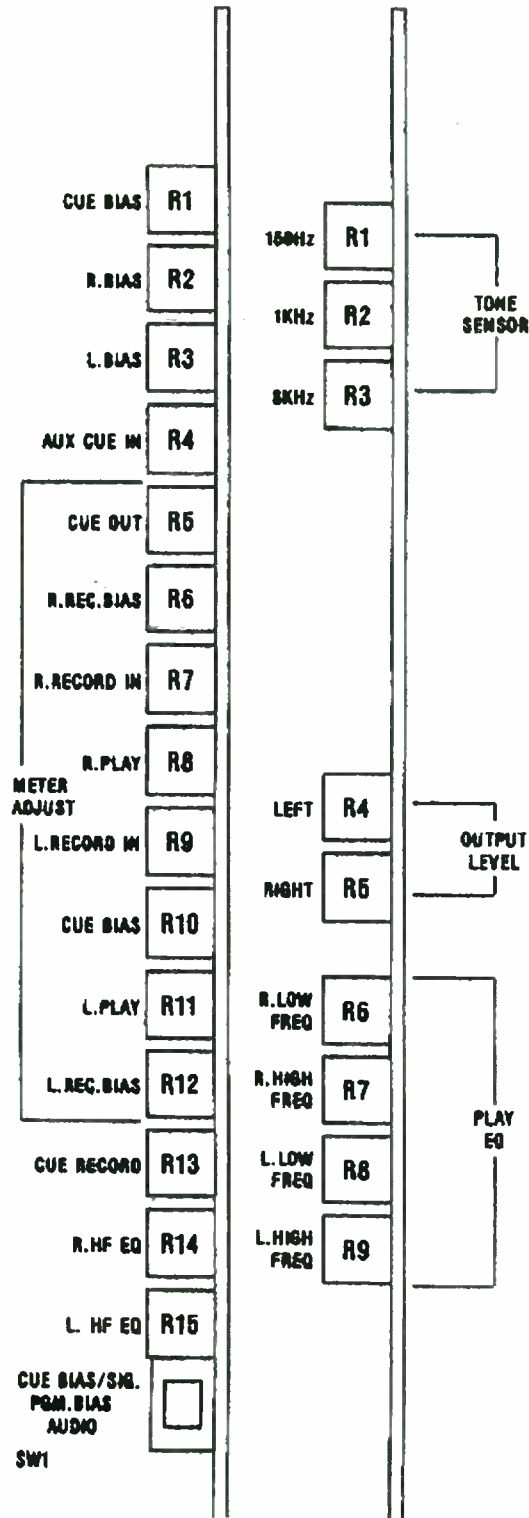 CUE BIAS R1
R.BIAS R2
L.BIAS R3
AUX CUE IN R4
CUE OUT R5
R.REC.BIAS R6
R.RECORD IN R7
R.PLAY R8
METER
ADJUST
L.RECORD IN R9
CUE BIAS R10
L.PLAY R11
L.REC.BIAS R12
CUE RECORD R13
R.HF EQ R14
L. HF EQ R15
CUE BIAS/SIG.
PGM.BIAS
AUDIO
SW1
150Hz R1
1KHz R2
8KHz R3
TONE
SENSOR
LEFT R4
RIGHT R5
OUTPUT
LEVEL
R.LOW
FREQ R6
R.HIGH
FREQ R7
L.LOW
FREQ R8
L.HIGH
FREQ R9
PLAY
EQ